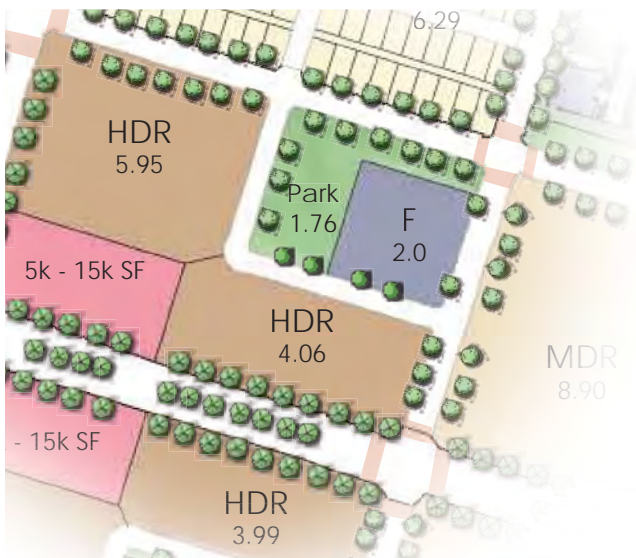 6.29
HDR
5.95
Park
1.76
F
2.0
5k - 15k SF
HDR
4.06
MDR
8.90
- 15k SF
HDR
3.99